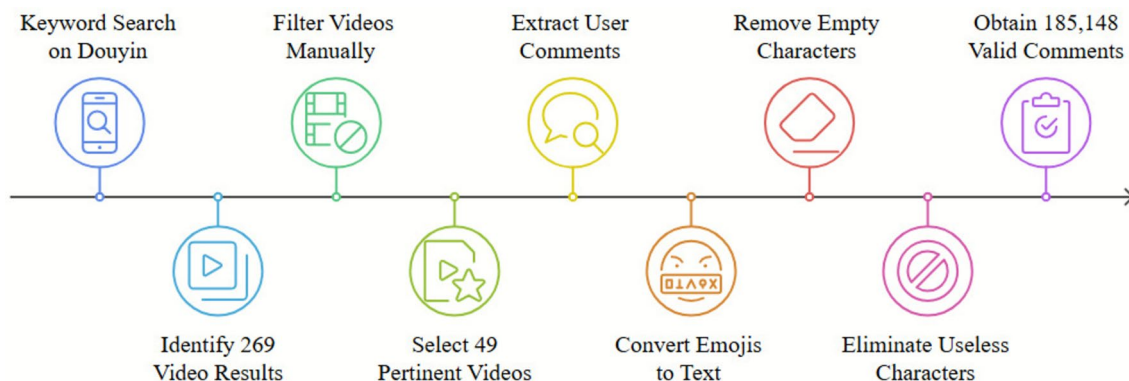 Keyword Search
on Douyin
Identify 269
Video Results
Filter Videos
Manually
Select 49
Pertinent Videos
Extract User
Comments
Convert Emojis
to Text
Remove Empty
Characters
Eliminate Useless
Characters
Obtain 185,148
Valid Comments